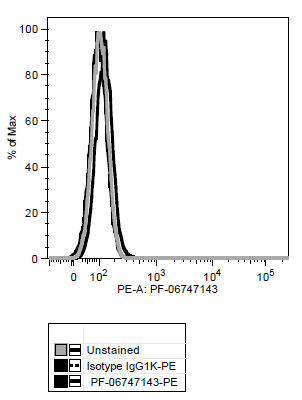 100
80
60
40
20
0
% of Max
0 10^2 10^3 10^4 10^5
PE-A: PF-06747143
Unstained
Isotype IgG1K-PE
PF-06747143-PE